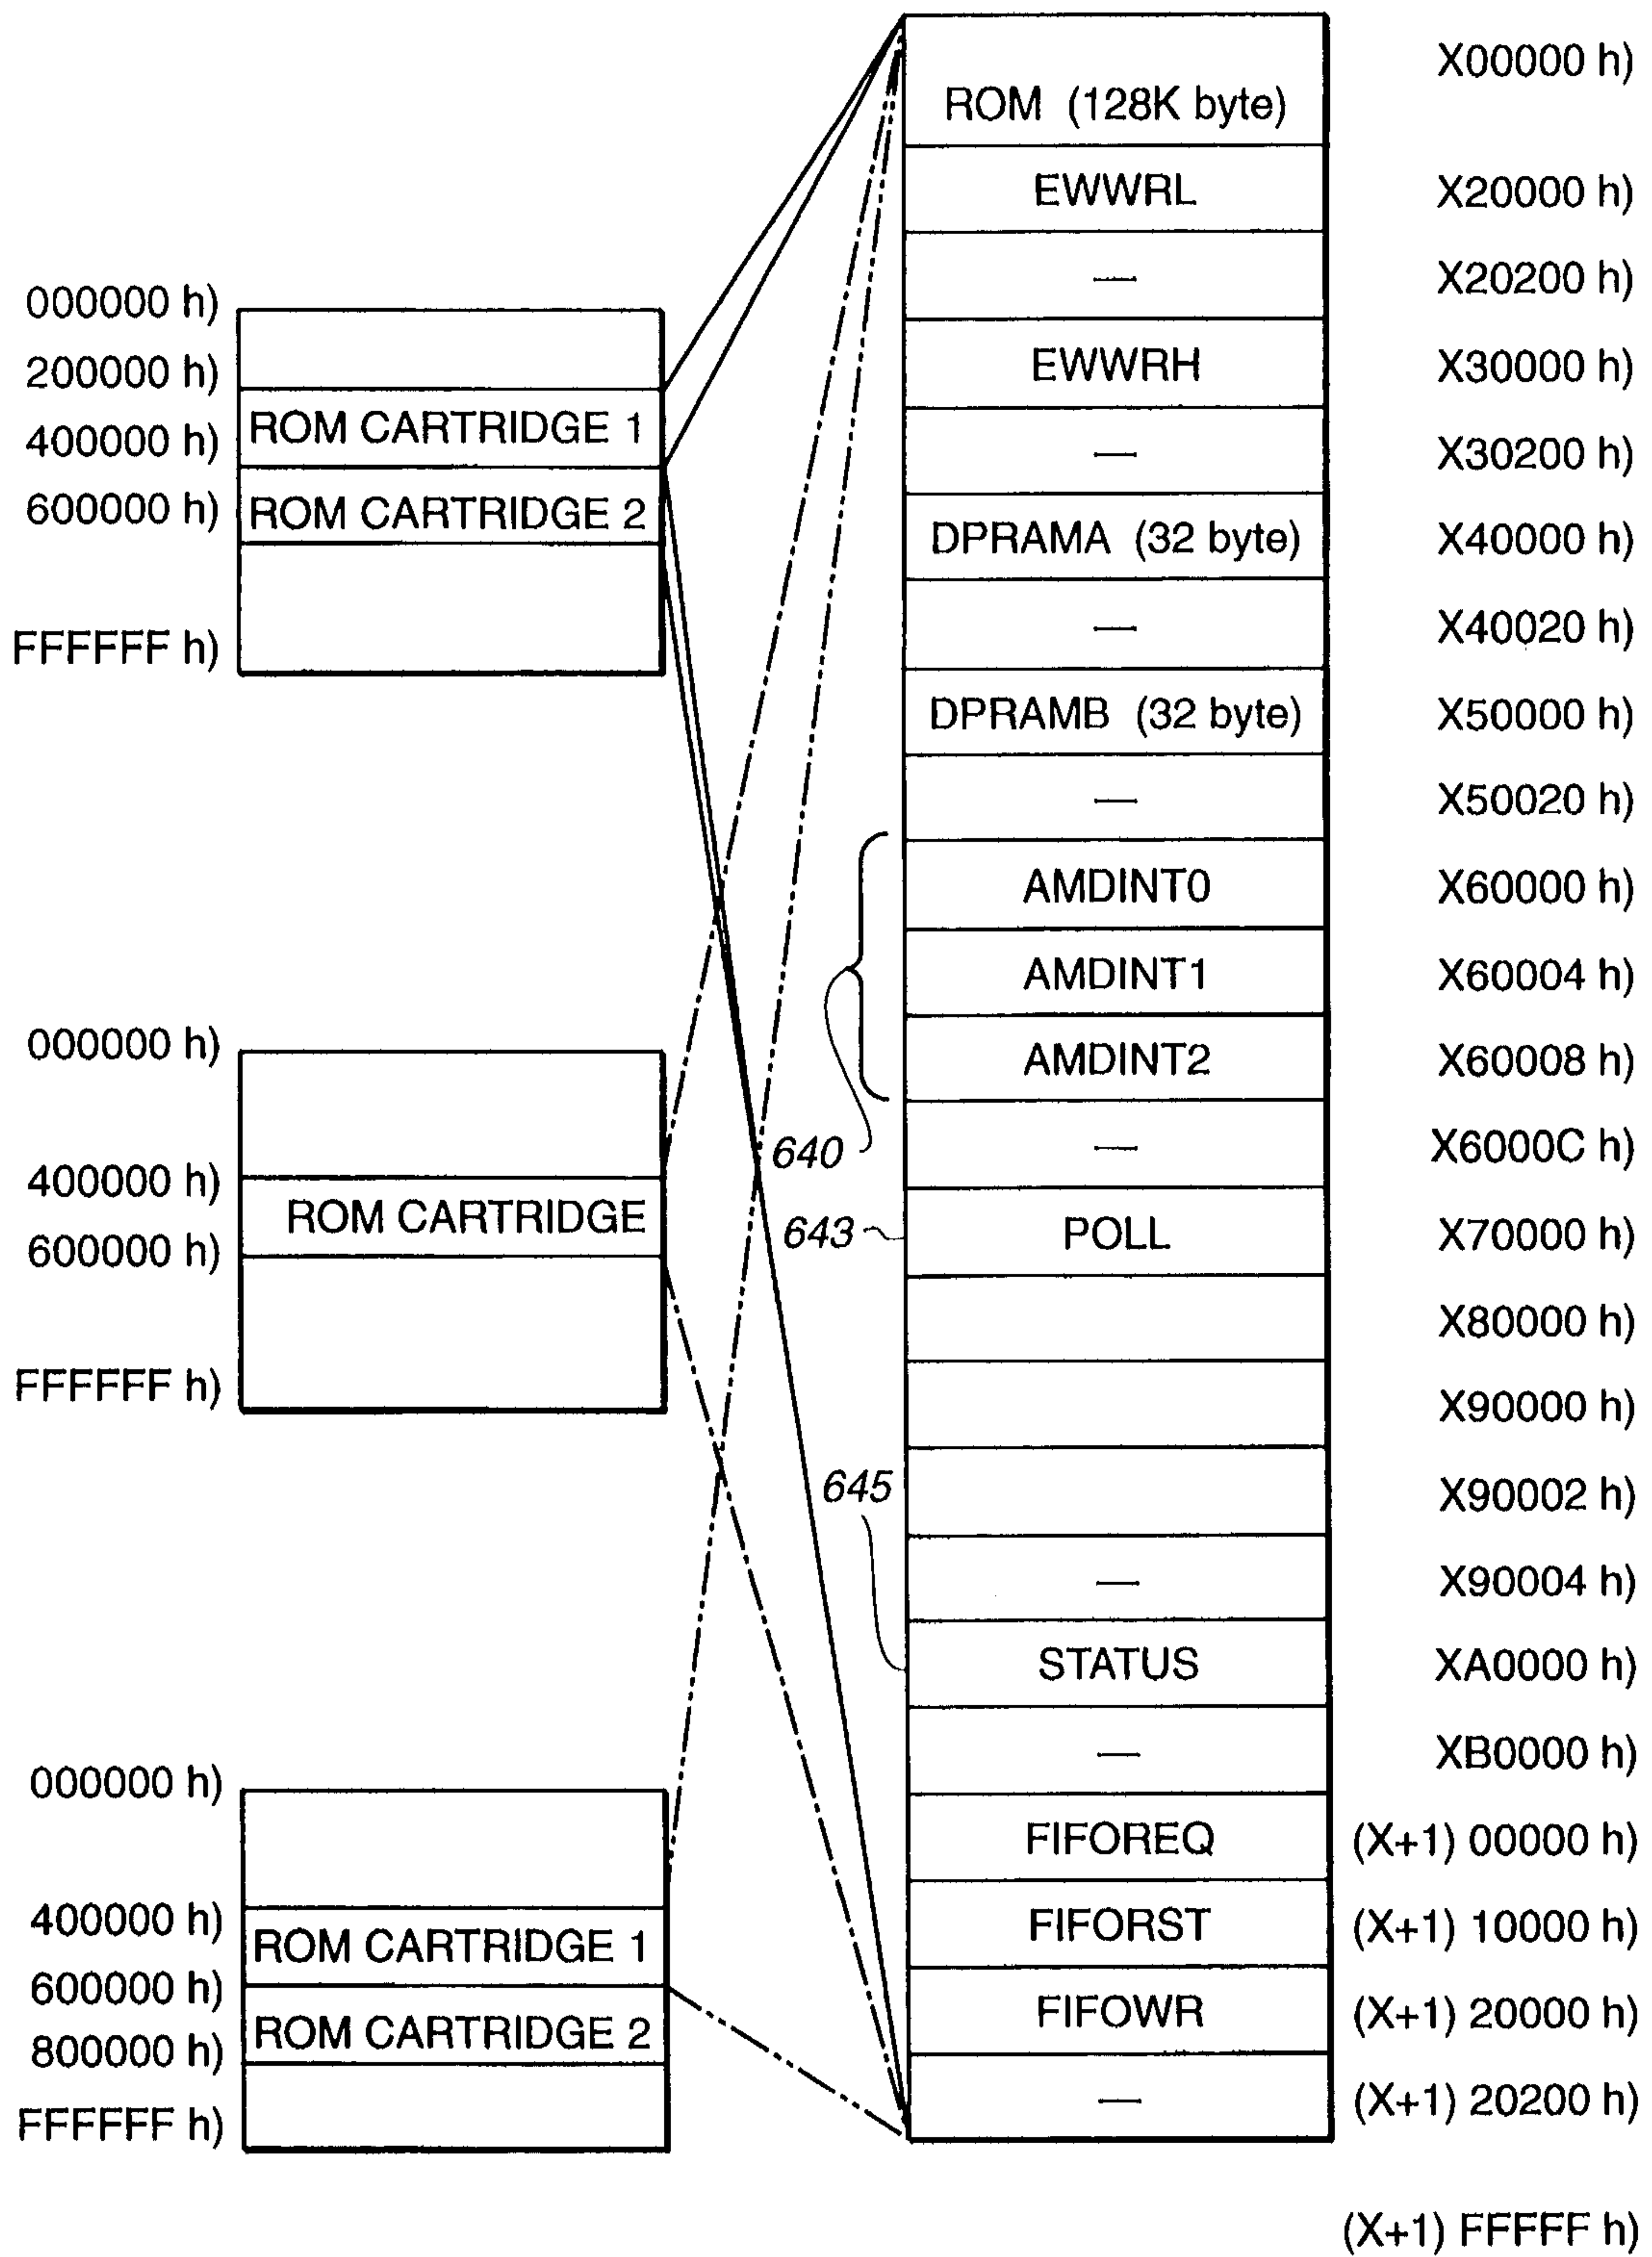 000000 h)
200000 h)
ROM CARTRIDGE 1
400000 h)
600000 h)
ROM CARTRIDGE 2
FFFFFF h)
000000 h)
400000 h)
ROM CARTRIDGE
600000 h)
FFFFFF h)
000000 h)
400000 h)
ROM CARTRIDGE 1
600000 h)
ROM CARTRIDGE 2
800000 h)
FFFFFF h)
640
643
645
X00000 h)
ROM (128K byte)
EWWRL X20000 h)
— X20200 h)
EWWRH X30000 h)
— X30200 h)
DPRAMA (32 byte) X40000 h)
— X40020 h)
DPRAMB (32 byte) X50000 h)
— X50020 h)
AMDINT0 X60000 h)
AMDINT1 X60004 h)
AMDINT2 X60008 h)
— X6000C h)
POLL X70000 h)
X80000 h)
X90000 h)
X90002 h)
— X90004 h)
STATUS XA0000 h)
— XB0000 h)
FIFOREQ (X+1) 00000 h)
FIFORST (X+1) 10000 h)
FIFOWR (X+1) 20000 h)
— (X+1) 20200 h)
(X+1) FFFFF h)